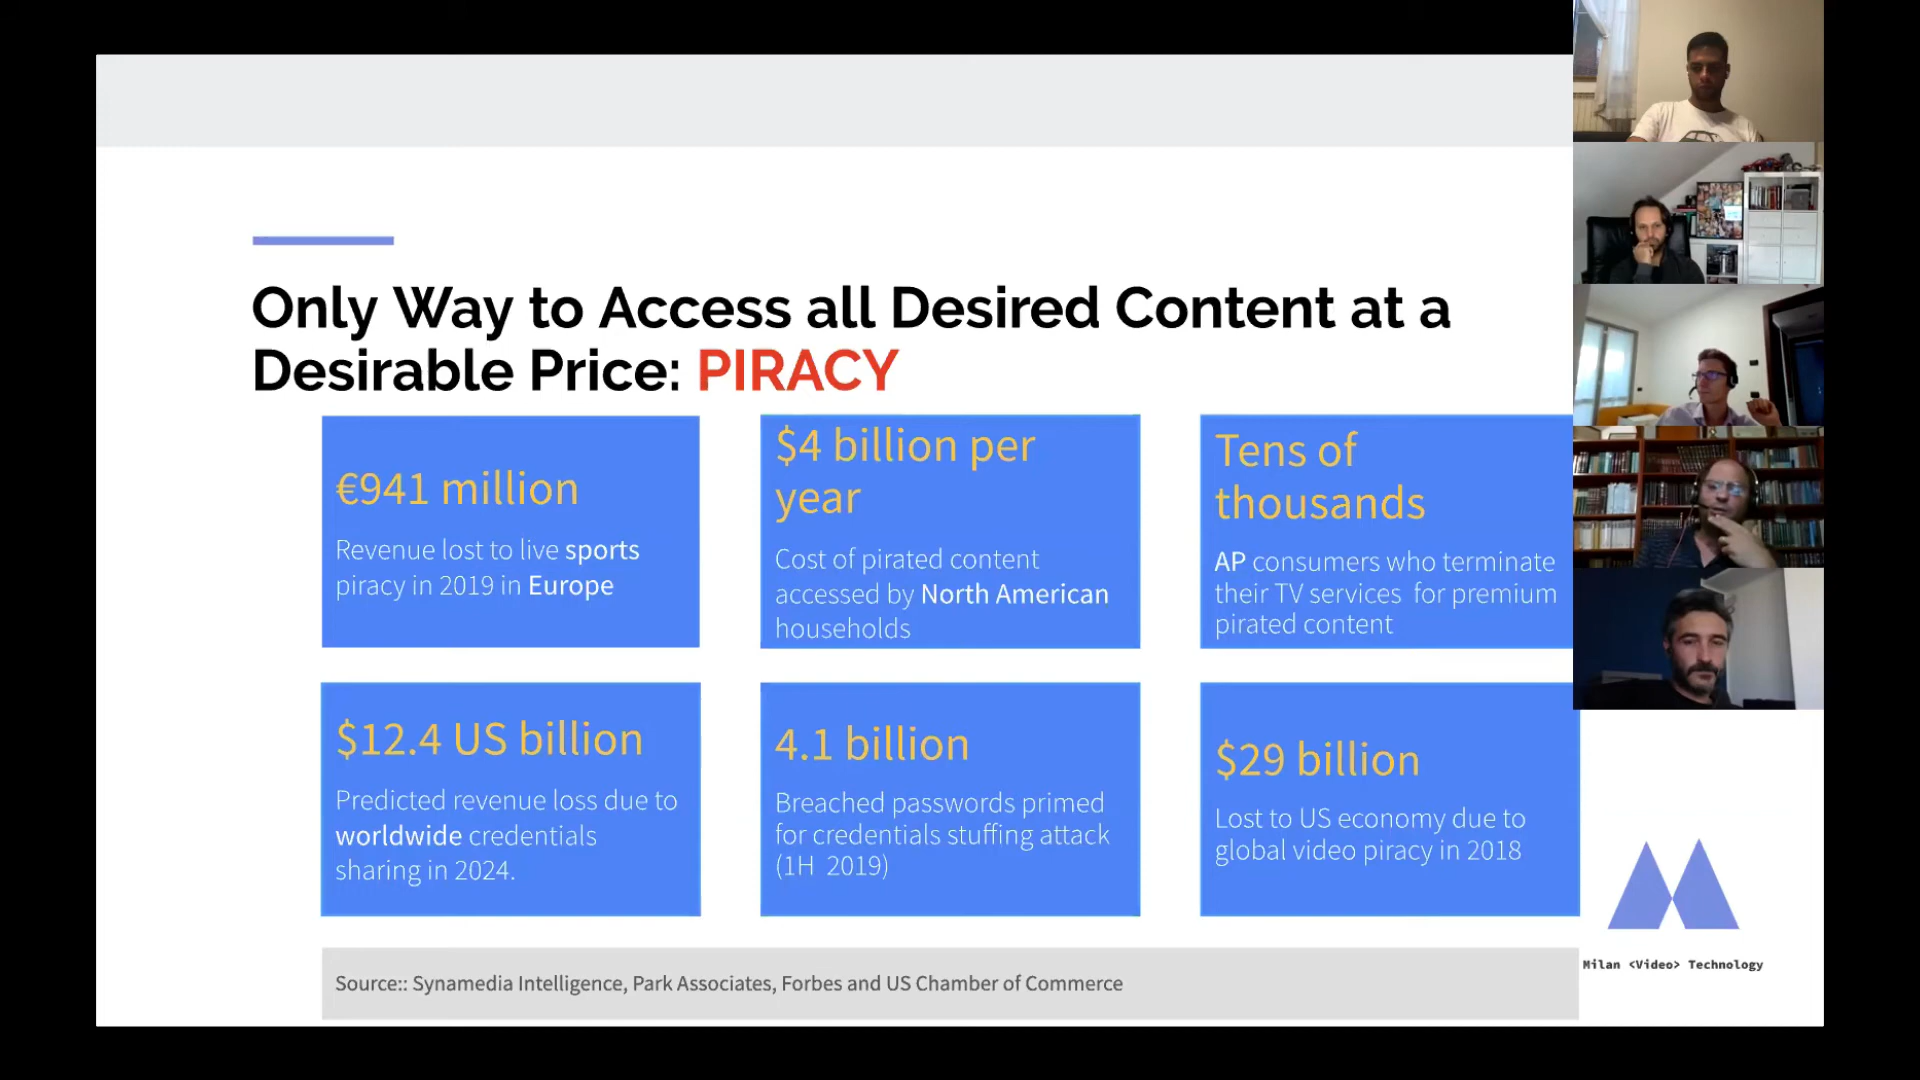 Only Way to Access all Desired Content at a
Desirable Price: PIRACY
€941 million
Revenue lost to live sports
piracy in 2019 in Europe
$4 billion per
year
Cost of pirated content
accessed by North American
households
Tens of
thousands
AP consumers who terminate
their TV services for premium
pirated content
$12.4 US billion
Predicted revenue loss due to
worldwide credentials
sharing in 2024.
4.1 billion
Breached passwords primed
for credentials stuffing attack
(1H 2019)
$29 billion
Lost to US economy due to
global video piracy in 2018
Source:: Synamedia Intelligence, Park Associates, Forbes and US Chamber of Commerce
Milan <Video> Technology